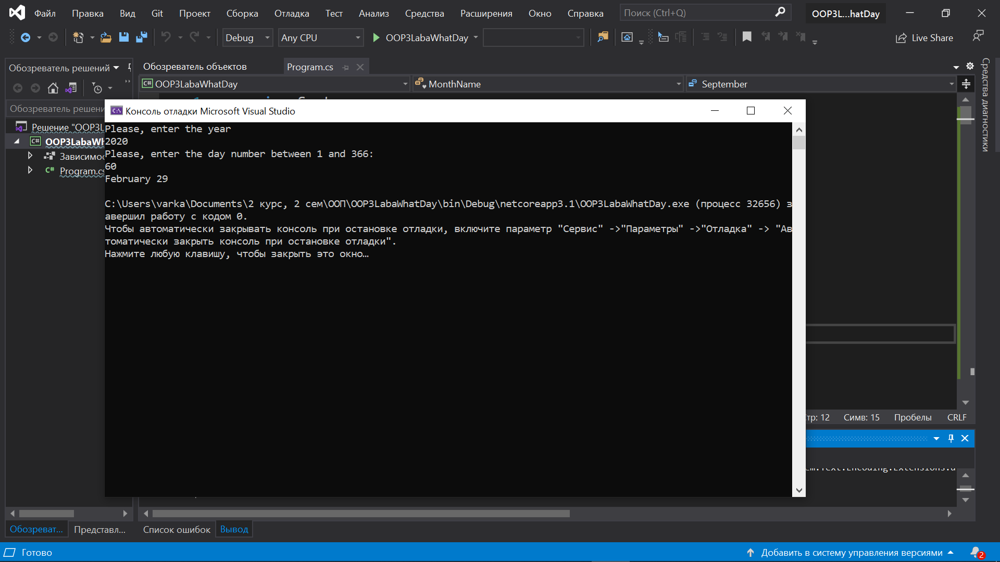 Файл Правка Вид Git Проект Сборка Отладка Тест Анализ Средства Расширения Окно Справка Поиск (Ctrl+Q) OOP3L...hatDay
Debug Any CPU OOP3LabaWhatDay Live Share
Обозреватель решений Обозреватель объектов Program.cs
OOP3LabaWhatDay MonthName September
Средства диагностики
Обозреватель решени
Консоль отладки Microsoft Visual Studio
Решение "OOP3L
OOP3LabaWh
Зависимос
Program.cs
Please, enter the year
2020
Please, enter the day number between 1 and 366:
60
February 29
C:\Users\varka\Documents\2 курс, 2 сем\ООП\OOP3LabaWhatDay\bin\Debug\netcoreapp3.1\OOP3LabaWhatDay.exe (процесс 32656) з
авершил работу с кодом 0.
Чтобы автоматически закрывать консоль при остановке отладки, включите параметр "Сервис" ->"Параметры" ->"Отладка" -> "Ав
томатически закрыть консоль при остановке отладки".
Нажмите любую клавишу, чтобы закрыть это окно…
тр: 12 Симв: 15 Пробелы CRLF
Обозреват... Представл... Список ошибок Вывод
Готово Добавить в систему управления версиями 2